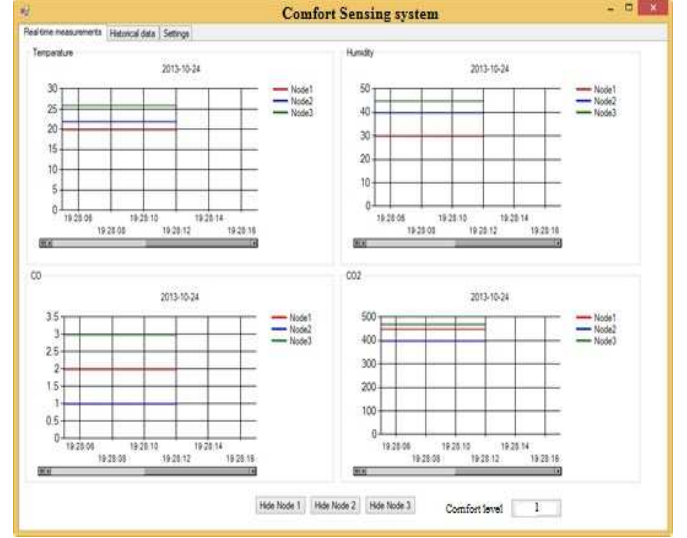 Comfort Sensing system
Real-time measurements Historical data Settings
Temparature
2013-10-24
30
25
20
15
10
5
0
19:28:06 19:28:10 19:28:14
19:28:08 19:28:12 19:28:16
Node1
Node2
Node3
Humidity
2013-10-24
50
40
30
20
10
0
19:28:06 19:28:10 19:28:14
19:28:08 19:28:12 19:28:16
Node1
Node2
Node3
CO
2013-10-24
3.5
3
2.5
2
1.5
1
0.5
0
19:28:06 19:28:10 19:28:14
19:28:08 19:28:12 19:28:16
Node1
Node2
Node3
CO2
2013-10-24
500
400
300
200
100
0
19:28:06 19:28:10 19:28:14
19:28:08 19:28:12 19:28:16
Node1
Node2
Node3
Hide Node 1 Hide Node 2 Hide Node 3 Comfort level 1